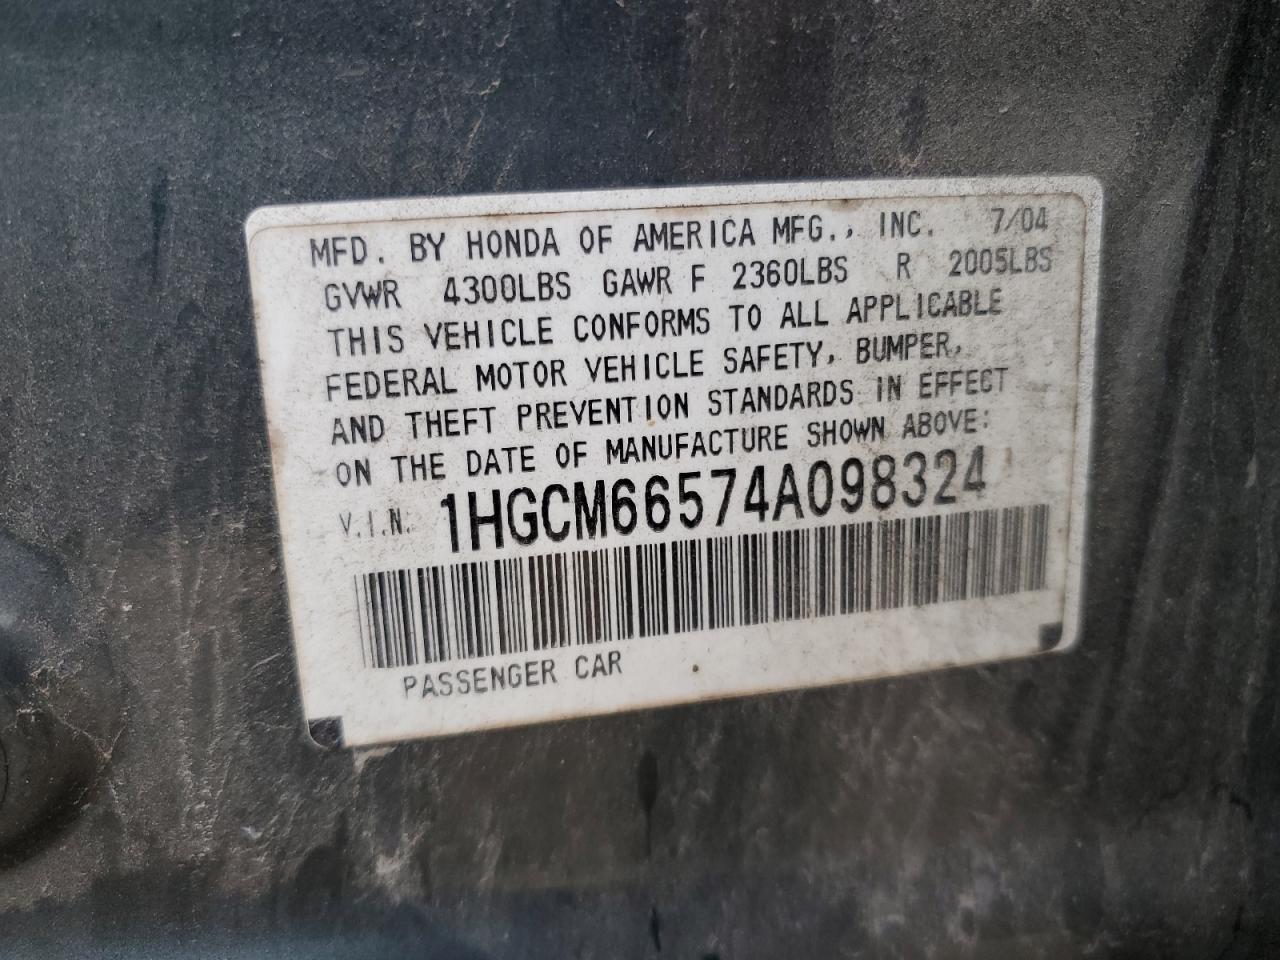 MFD. BY HONDA OF AMERICA MFG., INC. 7/04
GVWR 4300LBS GAWR F 2360LBS R 2005LBS
THIS VEHICLE CONFORMS TO ALL APPLICABLE
FEDERAL MOTOR VEHICLE SAFETY, BUMPER,
AND THEFT PREVENTION STANDARDS IN EFFECT
ON THE DATE OF MANUFACTURE SHOWN ABOVE:
V.I.N. 1HGCM66574A098324
PASSENGER CAR